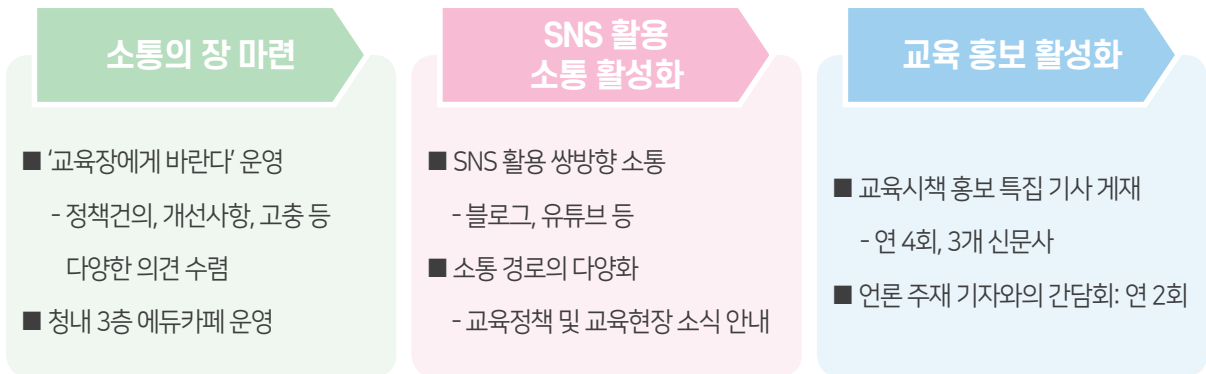 소통의 장 마련
■ ‘교육장에게 바란다’ 운영
- 정책건의, 개선사항, 고충 등
다양한 의견 수렴
■ 청내 3층 에듀카페 운영
SNS 활용
소통 활성화
■ SNS 활용 쌍방향 소통
- 블로그, 유튜브 등
■ 소통 경로의 다양화
- 교육정책 및 교육현장 소식 안내
교육 홍보 활성화
■ 교육시책 홍보 특집 기사 게재
- 연 4회, 3개 신문사
■ 언론 주재 기자와의 간담회: 연 2회